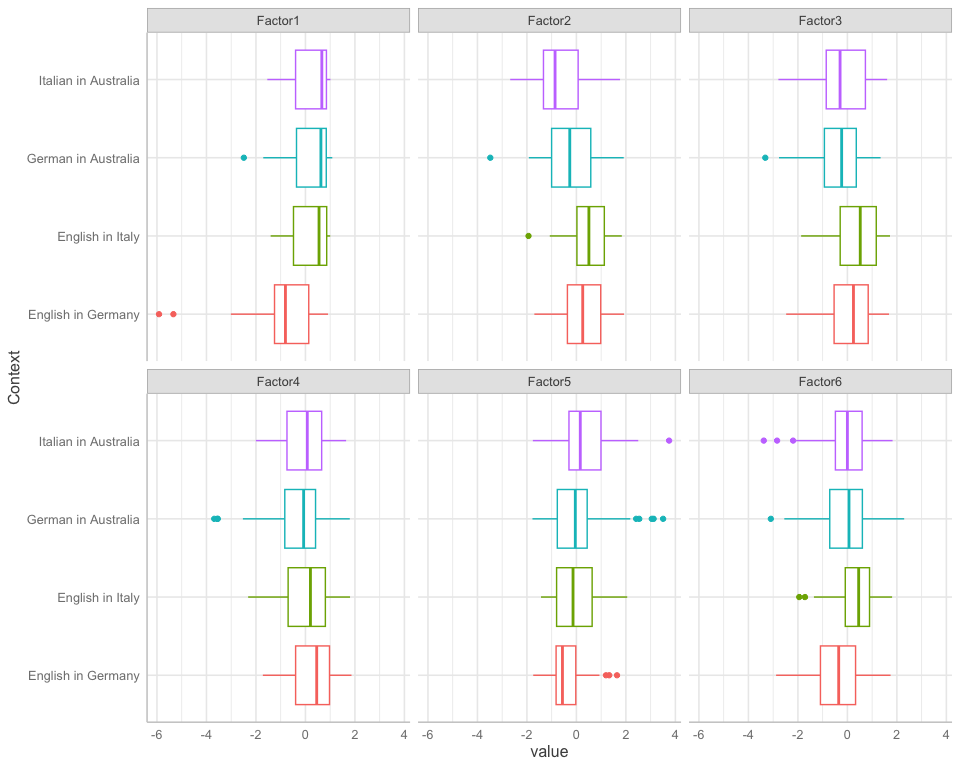 Factor1 Factor2 Factor3
Italian in Australia
German in Australia
English in Italy
English in Germany
Context
Factor4 Factor5 Factor6
Italian in Australia
German in Australia
English in Italy
English in Germany
-6 -4 -2 0 2 4 -6 -4 -2 0 2 4 -6 -4 -2 0 2 4
value